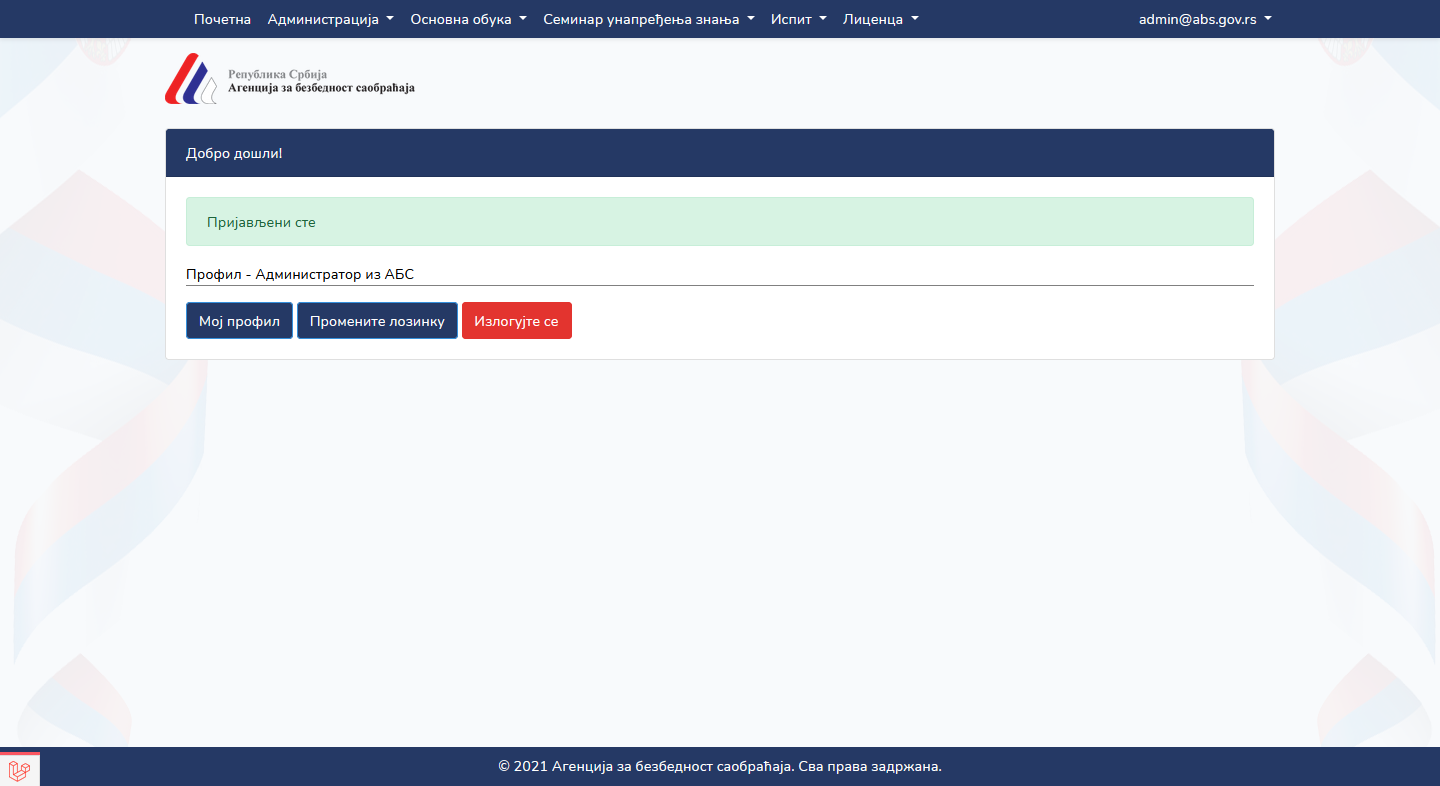 Почетна Администрација Основна обука Семинар унапређења знања Испит Лиценца admin@abs.gov.rs
Република Србија
Агенција за безбедност саобраћаја
Добро дошли!
Пријављени сте
Профил - Администратор из АБС
Мој профил Промените лозинку Излогујте се
© 2021 Агенција за безбедност саобраћаја. Сва права задржана.